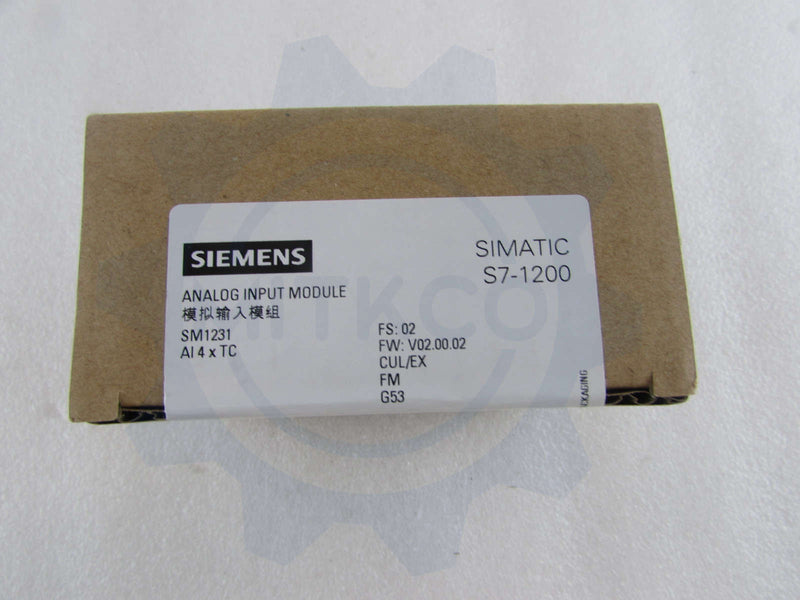 SIEMENS
SIMATIC
S7-1200
ANALOG INPUT MODULE
模拟输入模组
SM1231
AI 4 x TC
FS: 02
FW: V02.00.02
CUL/EX
FM
G53